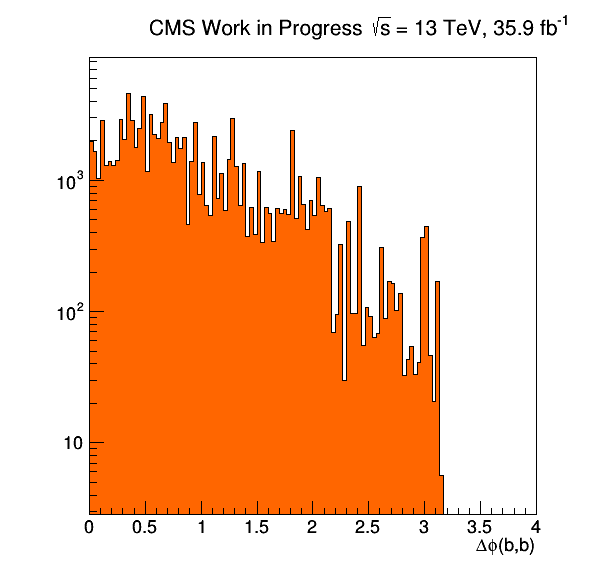 CMS Work in Progress √s = 13 TeV, 35.9 fb⁻¹
10³
10²
10
0 0.5 1 1.5 2 2.5 3 3.5 4
Δϕ(b,b)